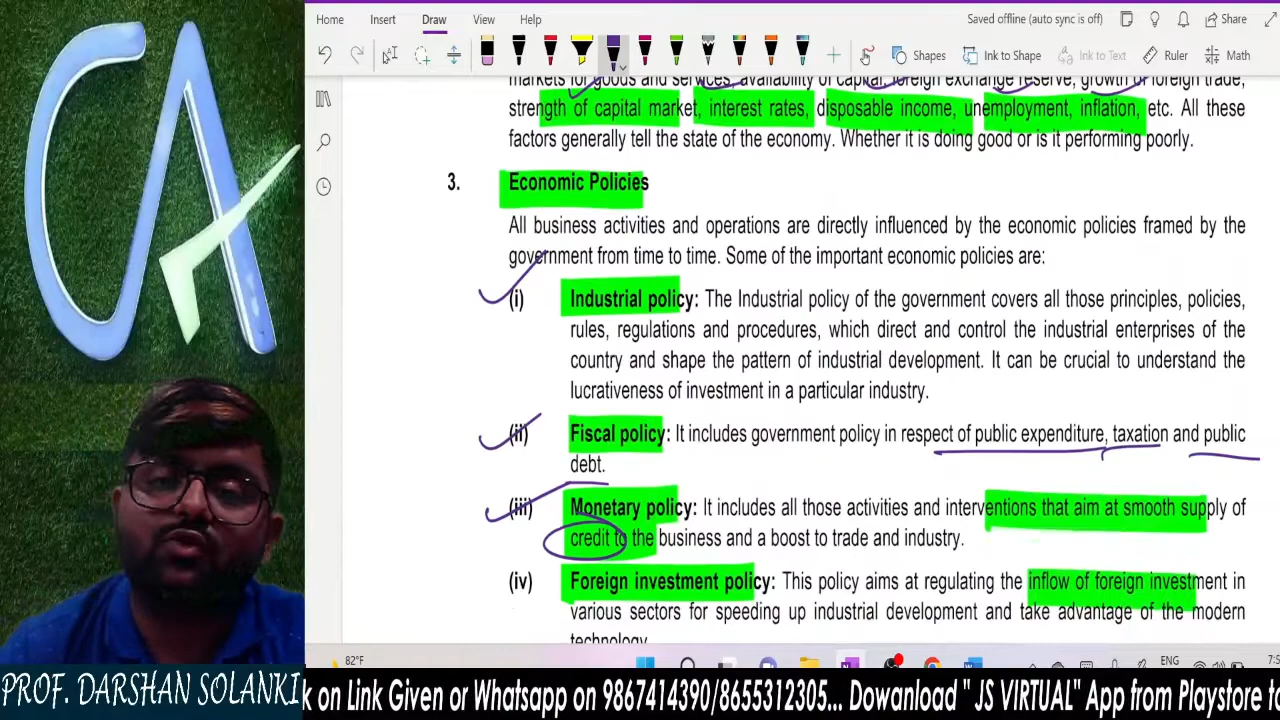 Home Insert Draw View Help
Saved offline (auto sync is off) Share
Shapes Ink to Shape Ink to Text Ruler Math
markets for goods and services, availability of capital, foreign exchange reserve, growth of foreign trade,
strength of capital market, interest rates, disposable income, unemployment, inflation, etc. All these
factors generally tell the state of the economy. Whether it is doing good or is it performing poorly.
3. Economic Policies
All business activities and operations are directly influenced by the economic policies framed by the
government from time to time. Some of the important economic policies are:
(i) Industrial policy: The Industrial policy of the government covers all those principles, policies,
rules, regulations and procedures, which direct and control the industrial enterprises of the
country and shape the pattern of industrial development. It can be crucial to understand the
lucrativeness of investment in a particular industry.
(ii) Fiscal policy: It includes government policy in respect of public expenditure, taxation and public
debt.
(iii) Monetary policy: It includes all those activities and interventions that aim at smooth supply of
credit to the business and a boost to trade and industry.
(iv) Foreign investment policy: This policy aims at regulating the inflow of foreign investment in
various sectors for speeding up industrial development and take advantage of the modern
technology
CA
82°F
ENG
7:5
PROF. DARSHAN SOLANKI
k on Link Given or Whatsapp on 9867414390/8655312305... Dowanload " JS VIRTUAL" App from Playstore to